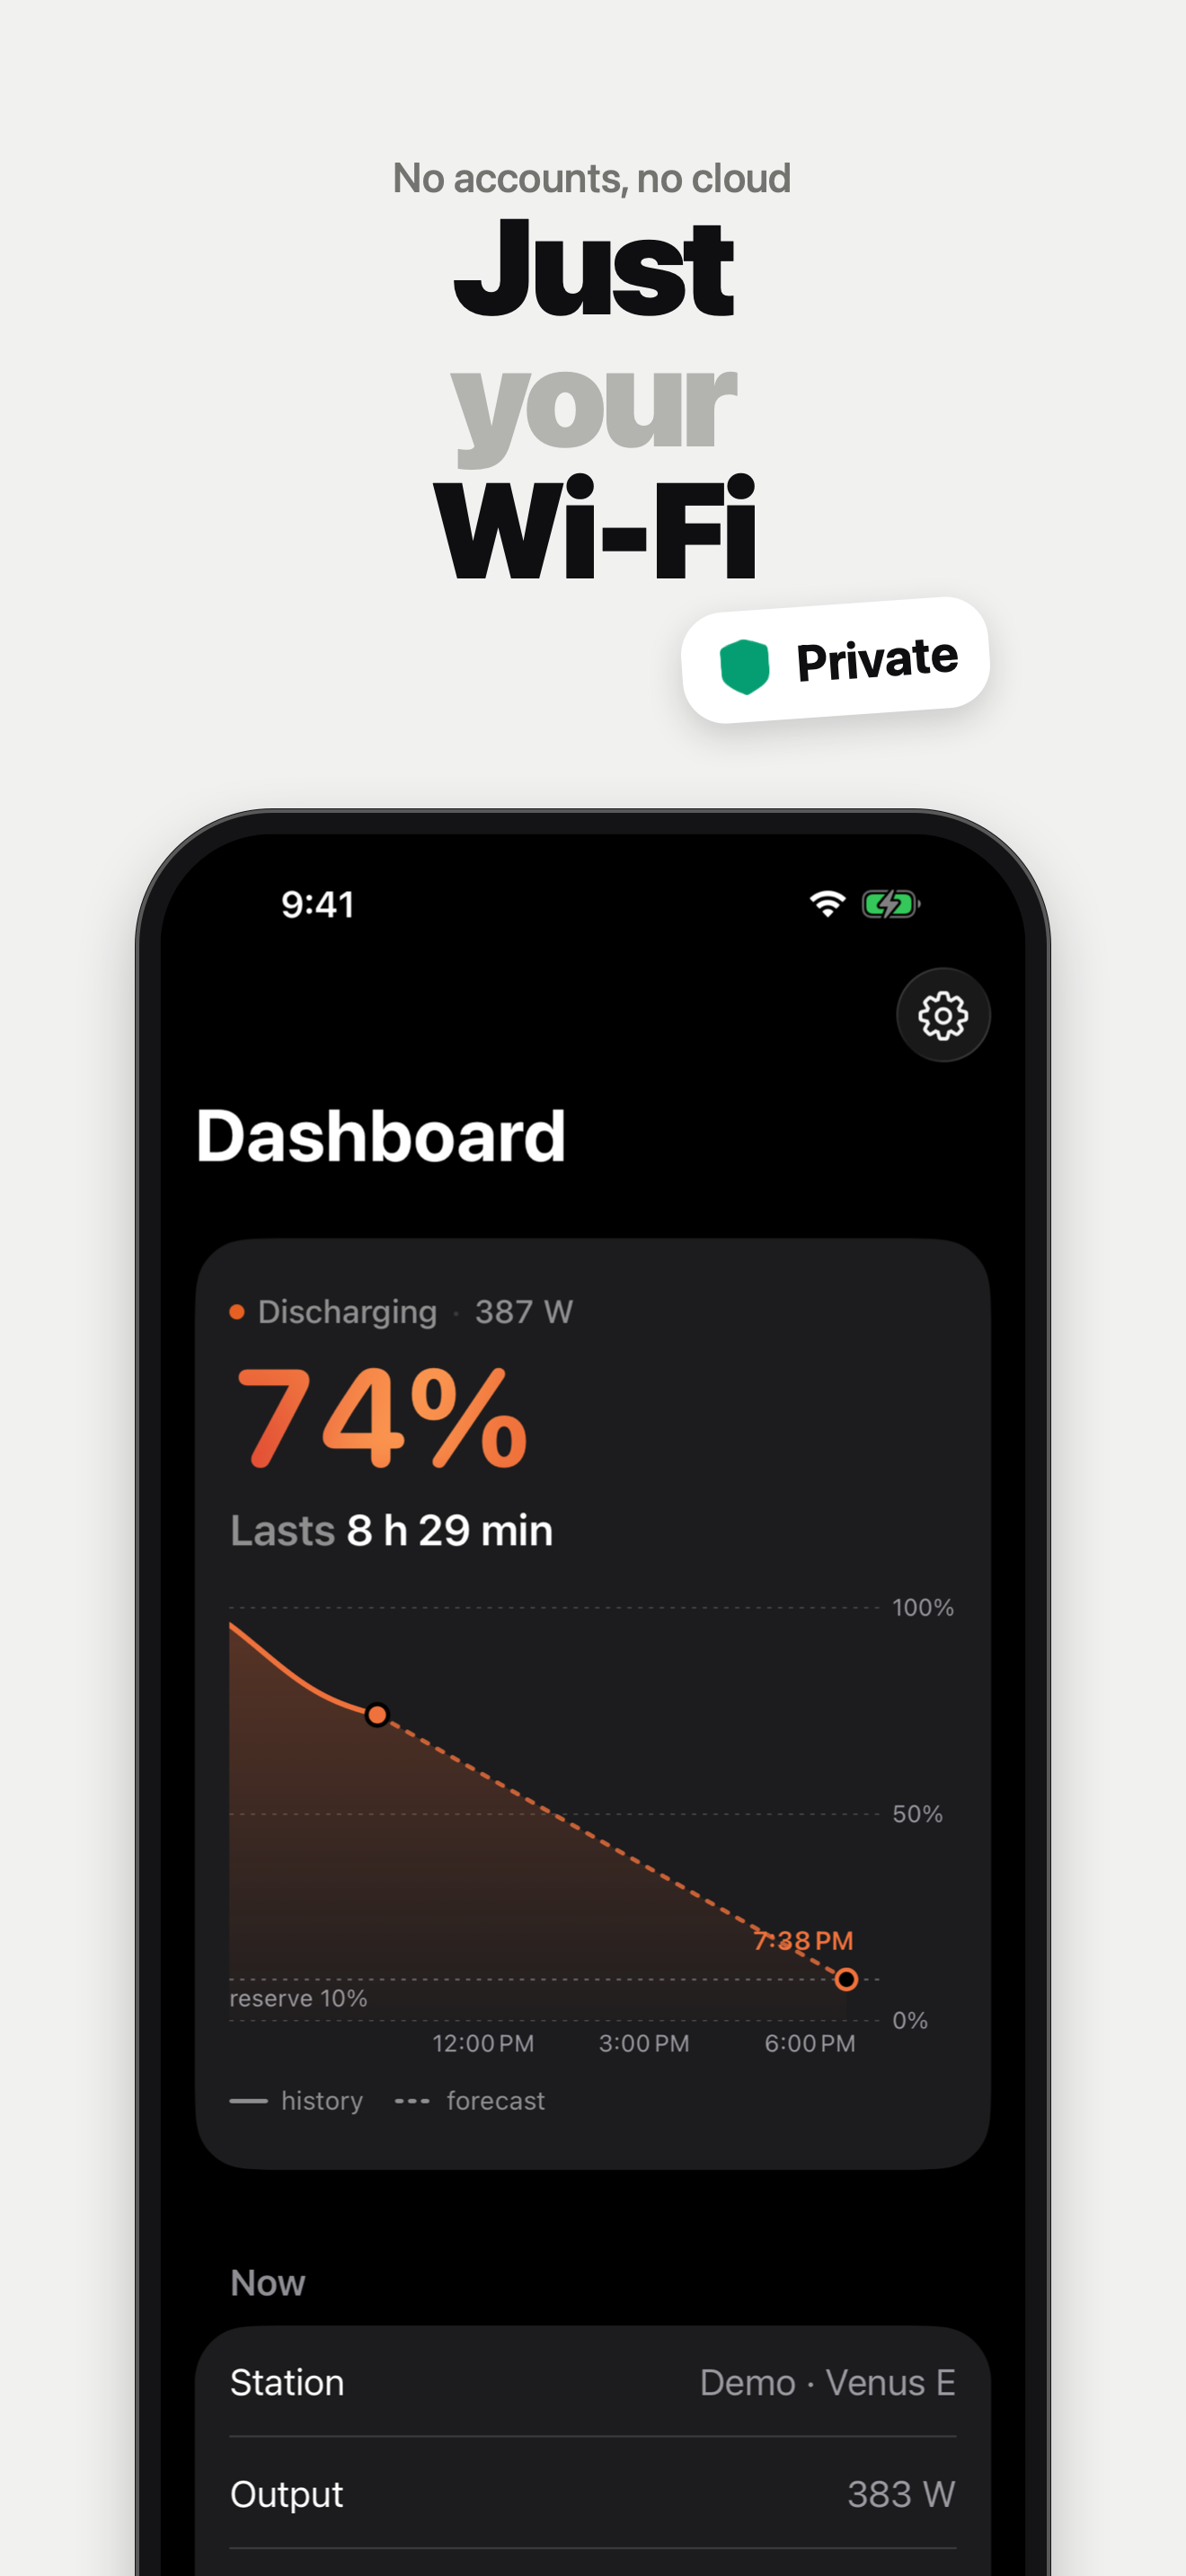 No accounts, no cloud
Just
your
Wi-Fi
Private
9:41
Dashboard
Discharging · 387 W
74%
Lasts 8 h 29 min
100%
50%
7:38 PM
reserve 10%
0%
12:00 PM 3:00 PM 6:00 PM
history forecast
Now
Station Demo · Venus E
Output 383 W